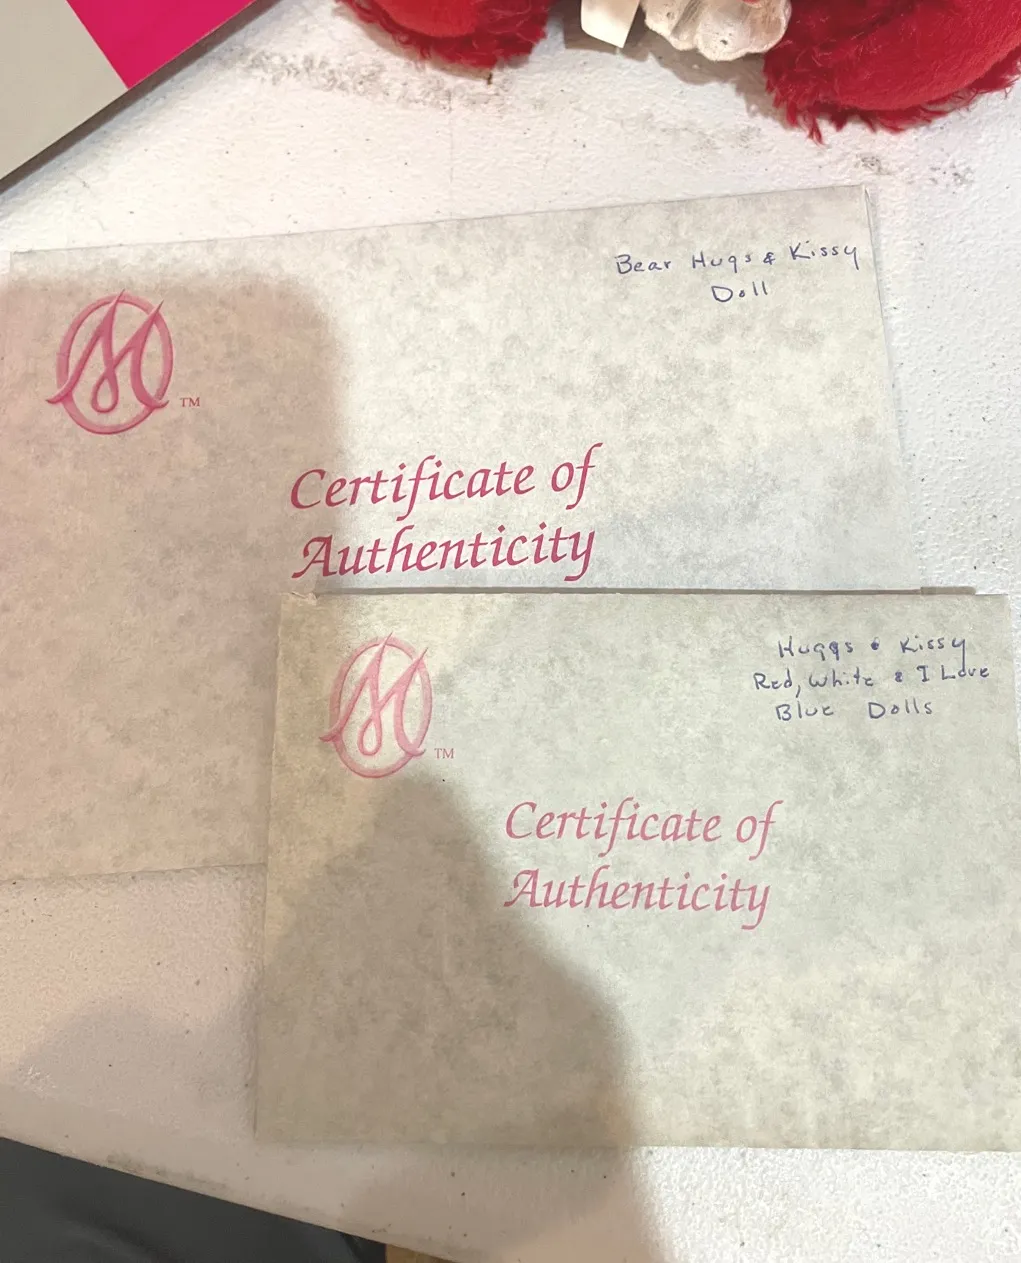 Bear Hugs & Kissy
Doll
M
TM
Certificate of
Authenticity
Huggs & Kissy
Red, White & I Love
Blue Dolls
M
TM
Certificate of
Authenticity